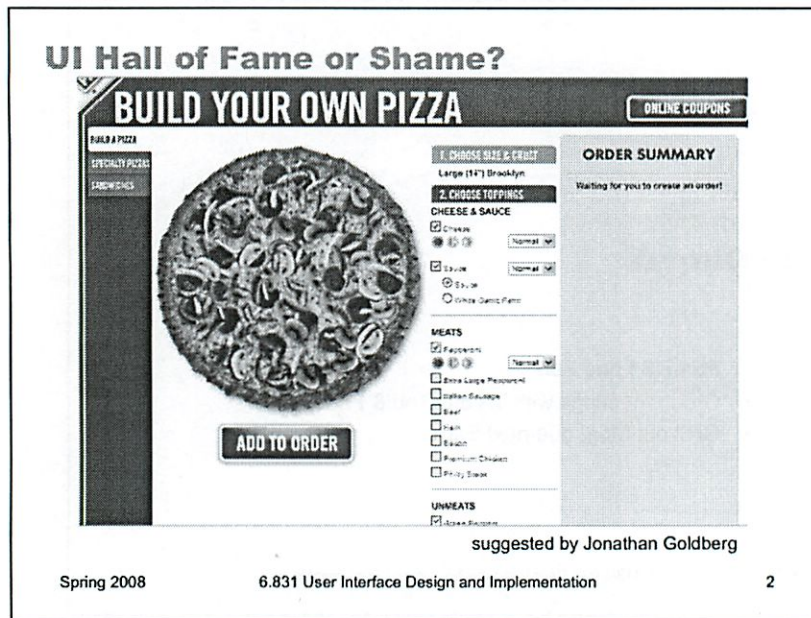 UI Hall of Fame or Shame?
BUILD YOUR OWN PIZZA
ONLINE COUPONS
BUILD A PIZZA
SPECIALTY PIZZAS
SANDWICHES
1. CHOOSE SIZE & CRUST
Large (14") Brooklyn
2. CHOOSE TOPPINGS
CHEESE & SAUCE
Cheese
Normal
Sauce
Normal
Sauce
White Garlic Parm
MEATS
Pepperoni
Normal
Extra Large Pepperoni
Italian Sausage
Beef
Ham
Bacon
Premium Chicken
Philly Steak
UNMEATS
Green Peppers
ADD TO ORDER
ORDER SUMMARY
Waiting for you to create an order!
suggested by Jonathan Goldberg
Spring 2008
6.831 User Interface Design and Implementation
2